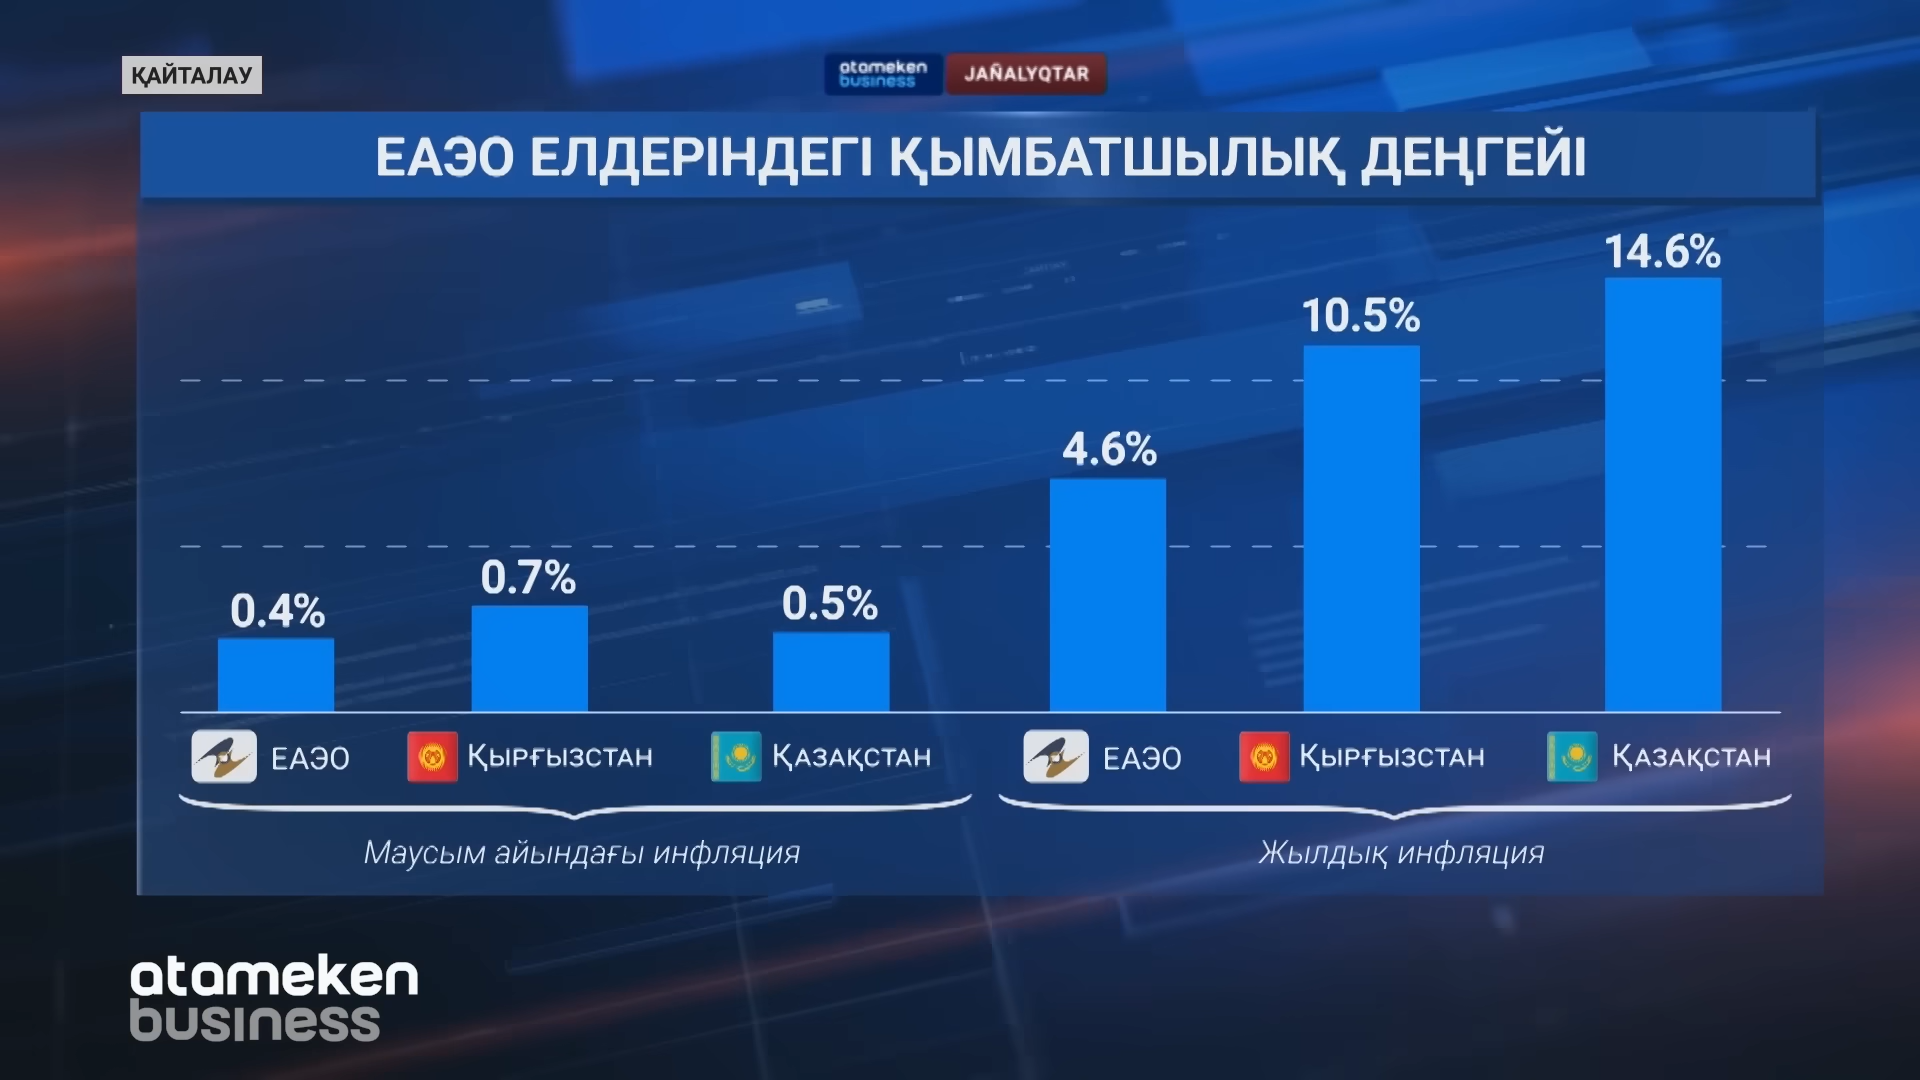 ҚАЙТАЛАУ
atameken
business
JAÑALYQTAR
ЕАЭО ЕЛДЕРІНДЕГІ ҚЫМБАТШЫЛЫҚ ДЕҢГЕЙІ
0.4%
0.7%
0.5%
4.6%
10.5%
14.6%
ЕАЭО
ҚЫРҒЫЗСТАН
ҚАЗАҚСТАН
ЕАЭО
ҚЫРҒЫЗСТАН
ҚАЗАҚСТАН
Маусым айындағы инфляция
Жылдық инфляция
atameken
business